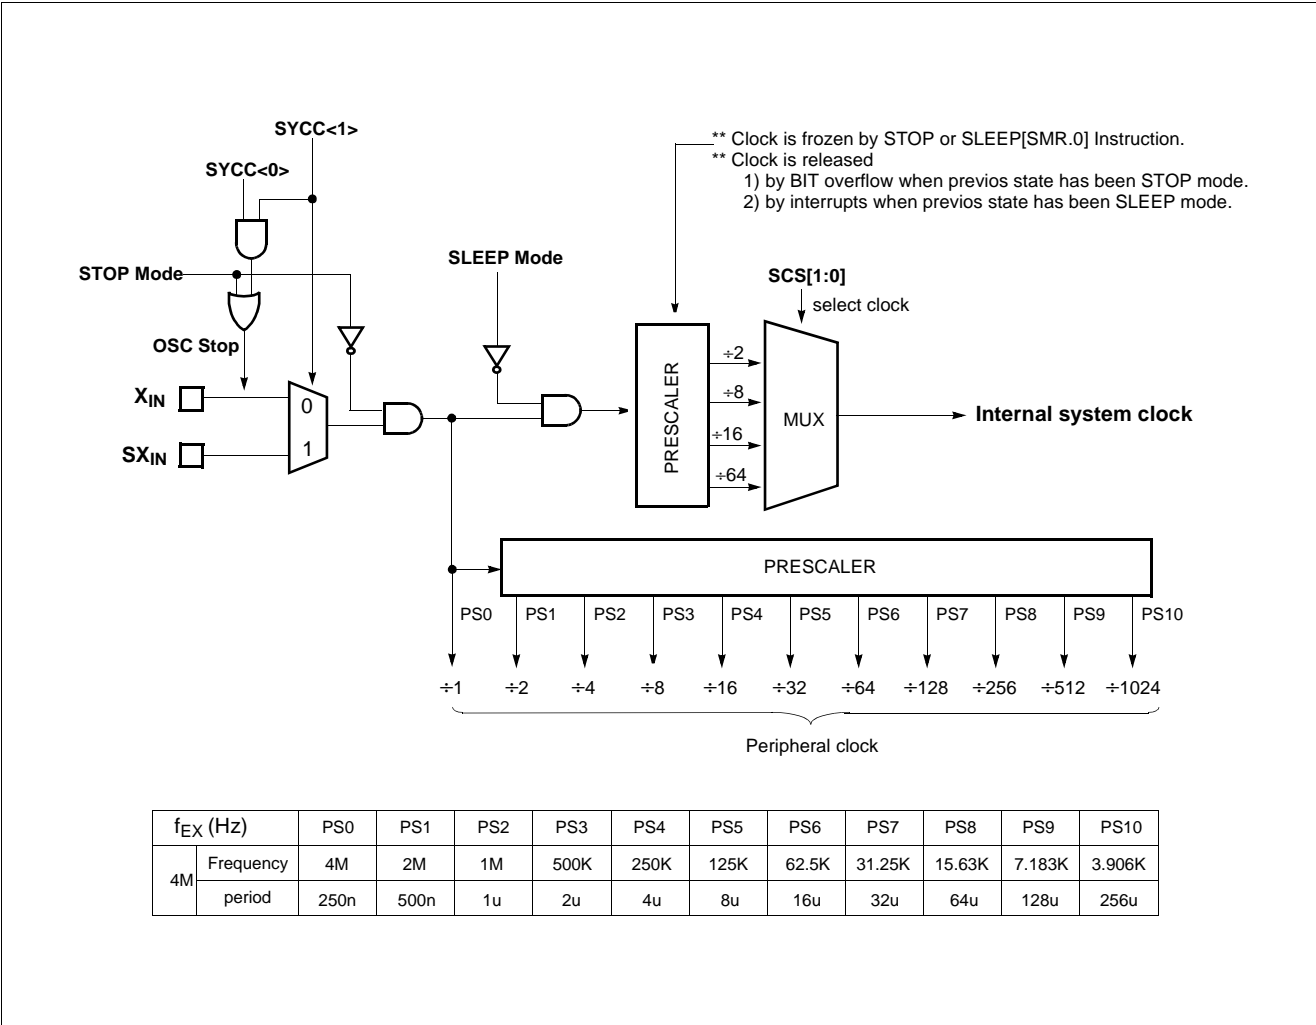 SYCC<1>
SYCC<0>
** Clock is frozen by STOP or SLEEP[SMR.0] Instruction.
** Clock is released
1) by BIT overflow when previos state has been STOP mode.
2) by interrupts when previos state has been SLEEP mode.
STOP Mode
SLEEP Mode
SCS[1:0]
select clock
OSC Stop
XIN
SXIN
0
1
PRESCALER
÷2
÷8
÷16
÷64
MUX
Internal system clock
PRESCALER
PS0 PS1 PS2 PS3 PS4 PS5 PS6 PS7 PS8 PS9 PS10
÷1 ÷2 ÷4 ÷8 ÷16 ÷32 ÷64 ÷128 ÷256 ÷512 ÷1024
Peripheral clock
fEX (Hz) PS0 PS1 PS2 PS3 PS4 PS5 PS6 PS7 PS8 PS9 PS10
4M Frequency 4M 2M 1M 500K 250K 125K 62.5K 31.25K 15.63K 7.183K 3.906K
period 250n 500n 1u 2u 4u 8u 16u 32u 64u 128u 256u